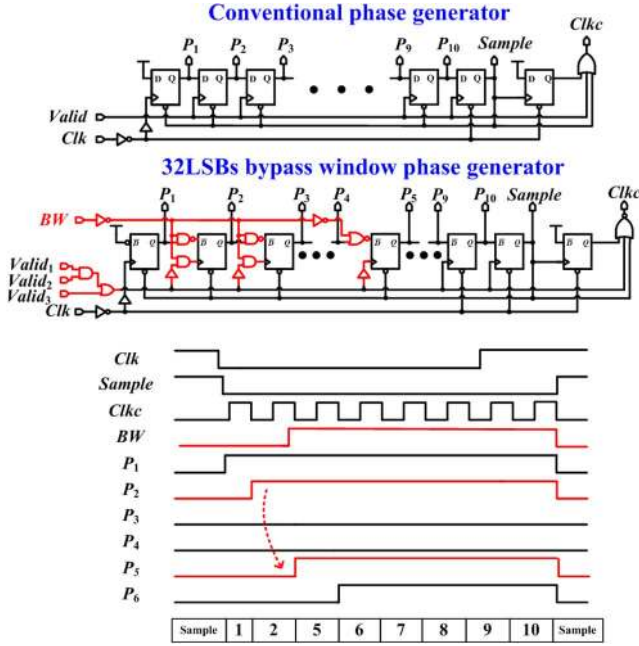 Conventional phase generator
P1 P2 P3 P9 P10 Sample Clkc
D Q D Q D Q D Q D Q D Q
Valid
Clk
32LSBs bypass window phase generator
P1 P2 P3 P4 P5 P9 P10 Sample Clkc
BW
Valid1
Valid2
Valid3
Clk
Clk
Sample
Clkc
BW
P1
P2
P3
P4
P5
P6
Sample 1 2 5 6 7 8 9 10 Sample